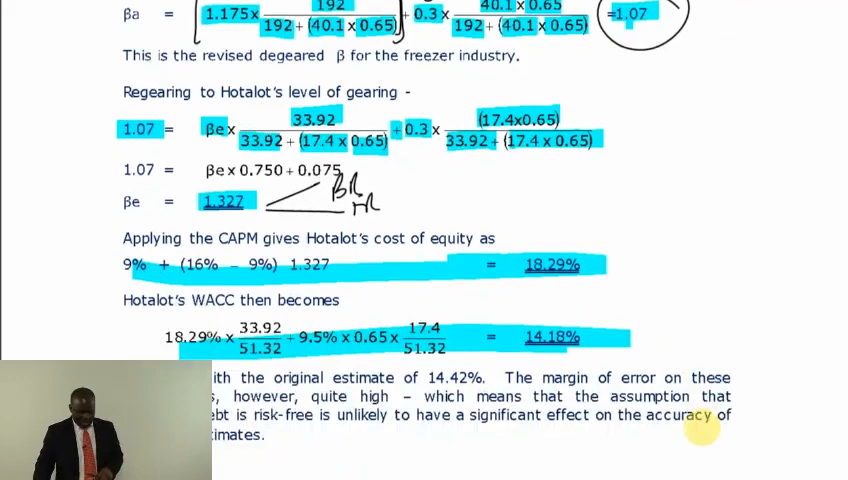 192 40.1 x 0.65
βa = [1.175x 192 + (40.1 x 0.65)] + 0.3 x 192 + (40.1 x 0.65) =1.07
This is the revised degeared β for the freezer industry.
Regearing to Hotalot's level of gearing -
33.92 (17.4x0.65)
1.07 = βe x 33.92 + (17.4 x 0.65) + 0.3 x 33.92 + (17.4 x 0.65)
1.07 = βe x 0.750 + 0.075
BR
βe = 1.327 FR
Applying the CAPM gives Hotalot's cost of equity as
9% + (16% – 9%) 1.327 = 18.29%
Hotalot's WACC then becomes
33.92 17.4
18.29% x 51.32 + 9.5% x 0.65 x 51.32 = 14.18%
ith the original estimate of 14.42%. The margin of error on these
s, however, quite high – which means that the assumption that
ebt is risk-free is unlikely to have a significant effect on the accuracy of
timates.